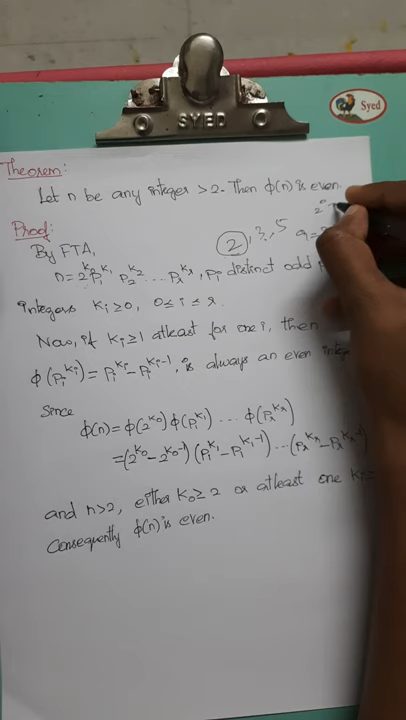 SYED
Syed
Theorem:
Let n be any integer > 2. Then φ(n) is even.
Proof:
By FTA,
2, 3, 5
n = 2^k₀ p₁^k₁ p₂^k₂ ... pᵣ^kᵣ, pᵢ distinct odd
integers kᵢ ≥ 0, 0 ≤ i ≤ r.
Now, if kᵢ ≥ 1 atleast for one i, then
φ(pᵢ^kᵢ) = pᵢ^kᵢ - pᵢ^(kᵢ-1), is always an even
Since
φ(n) = φ(2^k₀) φ(p₁^k₁) ... φ(pᵣ^kᵣ)
= (2^k₀ - 2^(k₀-1)) (p₁^k₁ - p₁^(k₁-1)) ... (pᵣ^kᵣ - pᵣ^(kᵣ-1))
and n > 2, either k₀ ≥ 2 or atleast one
Consequently φ(n) is even.